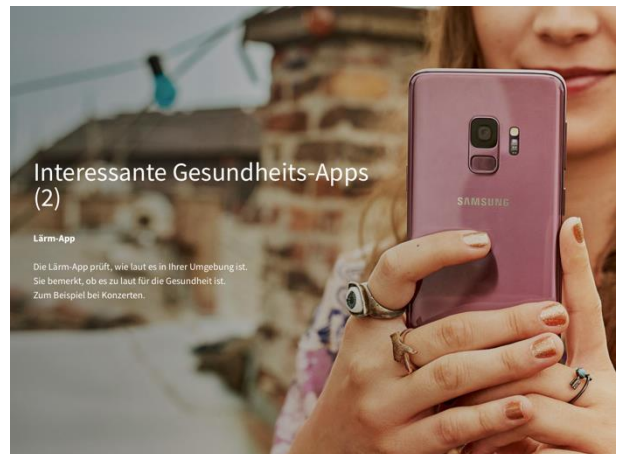 Interessante Gesundheits-Apps
(2)
Lärm-App
Die Lärm-App prüft, wie laut es in Ihrer Umgebung ist.
Sie bemerkt, ob es zu laut für die Gesundheit ist.
Zum Beispiel bei Konzerten.
SAMSUNG